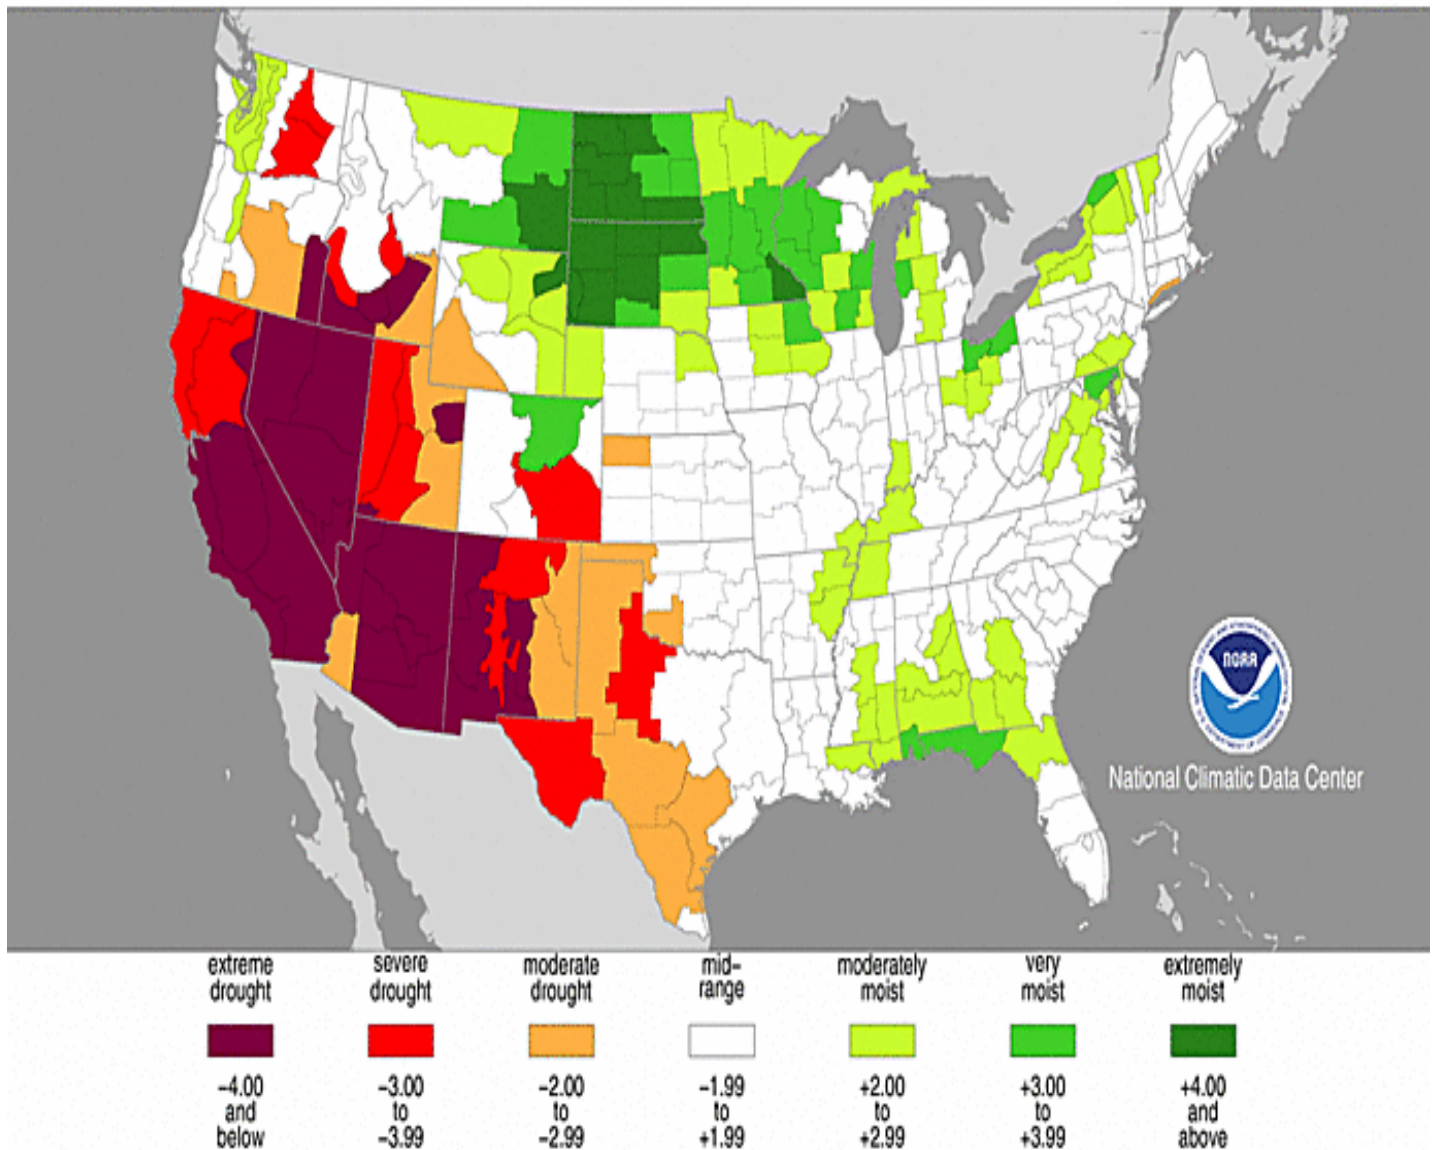 NOAA
National Climatic Data Center
extreme drought
severe drought
moderate drought
mid-range
moderately moist
very moist
extremely moist
-4.00 and below
-3.00 to -3.99
-2.00 to -2.99
-1.99 to +1.99
+2.00 to +2.99
+3.00 to +3.99
+4.00 and above